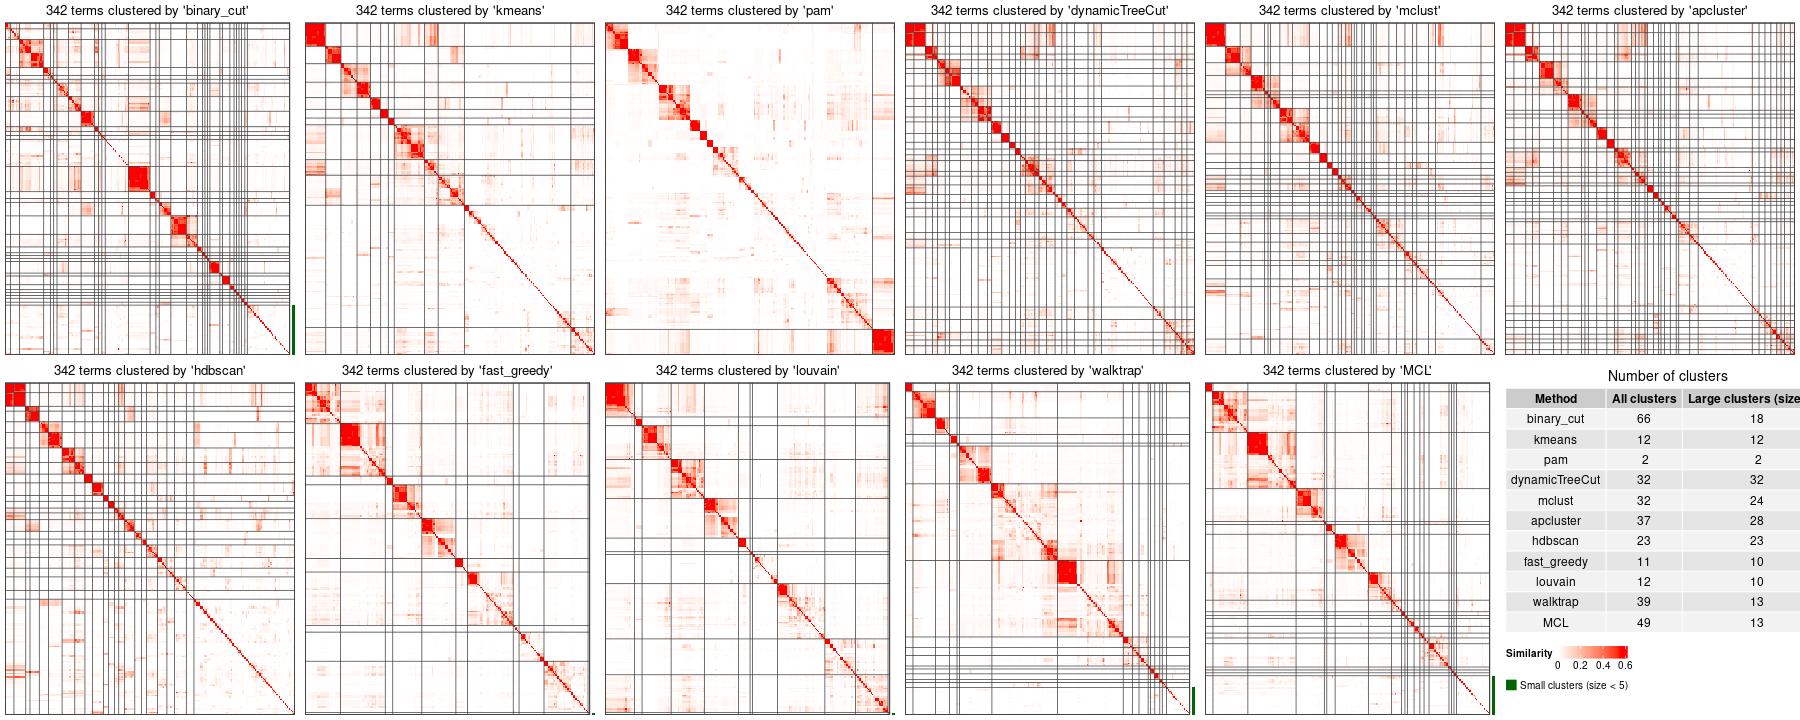 342 terms clustered by 'binary_cut'
342 terms clustered by 'kmeans'
342 terms clustered by 'pam'
342 terms clustered by 'dynamicTreeCut'
342 terms clustered by 'mclust'
342 terms clustered by 'apcluster'
342 terms clustered by 'hdbscan'
342 terms clustered by 'fast_greedy'
342 terms clustered by 'louvain'
342 terms clustered by 'walktrap'
342 terms clustered by 'MCL'
Number of clusters
Method All clusters Large clusters (size
binary_cut 66 18
kmeans 12 12
pam 2 2
dynamicTreeCut 32 32
mclust 32 24
apcluster 37 28
hdbscan 23 23
fast_greedy 11 10
louvain 12 10
walktrap 39 13
MCL 49 13
Similarity
0 0.2 0.4 0.6
Small clusters (size < 5)